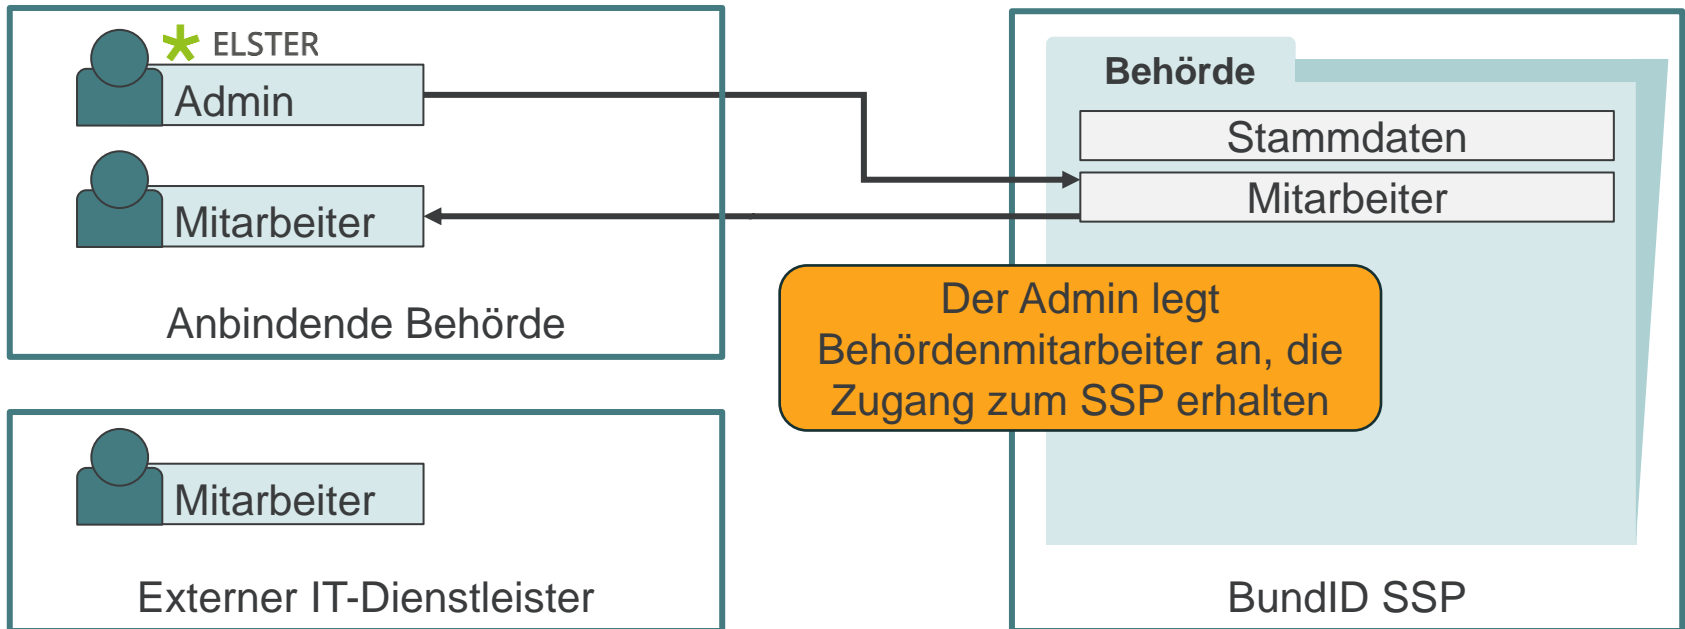 ELSTER
Admin
Mitarbeiter
Anbindende Behörde
Mitarbeiter
Externer IT-Dienstleister
Behörde
Stammdaten
Mitarbeiter
Der Admin legt
Behördenmitarbeiter an, die
Zugang zum SSP erhalten
BundID SSP